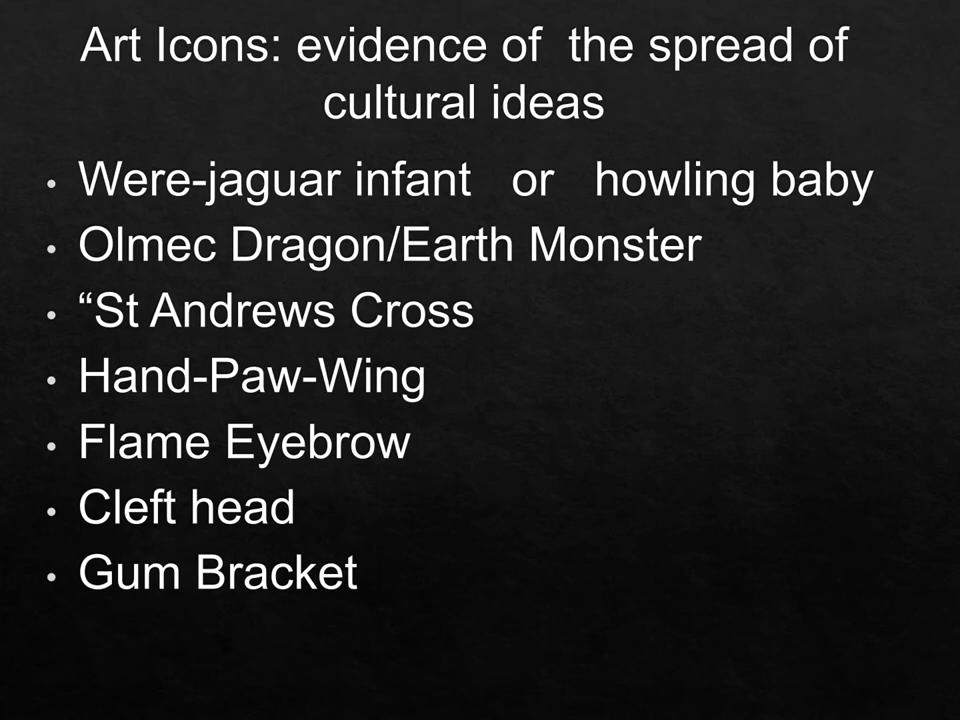 Art Icons: evidence of  the spread of
cultural ideas
• Were-jaguar infant   or   howling baby
• Olmec Dragon/Earth Monster
• “St Andrews Cross
• Hand-Paw-Wing
• Flame Eyebrow
• Cleft head
• Gum Bracket